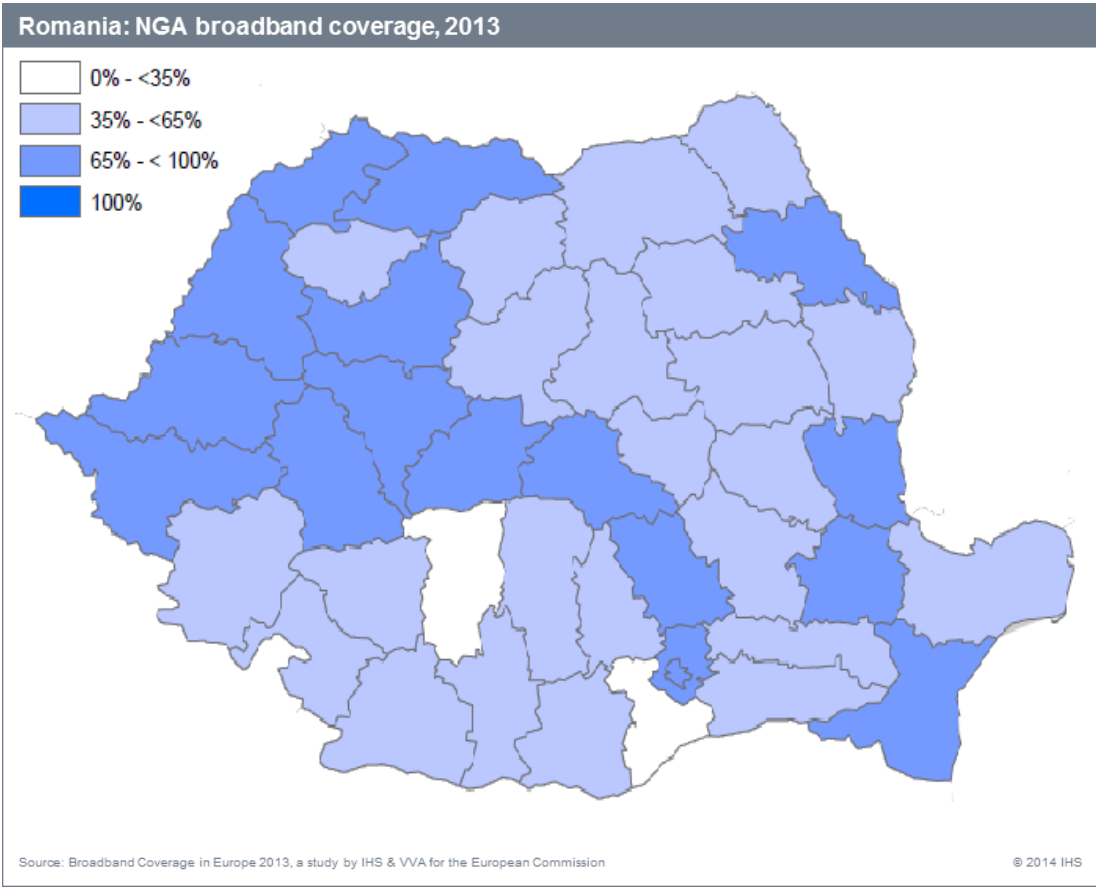 Romania: NGA broadband coverage, 2013
0% - <35%
35% - <65%
65% - < 100%
100%
Source: Broadband Coverage in Europe 2013, a study by IHS & VVA for the European Commission
© 2014 IHS